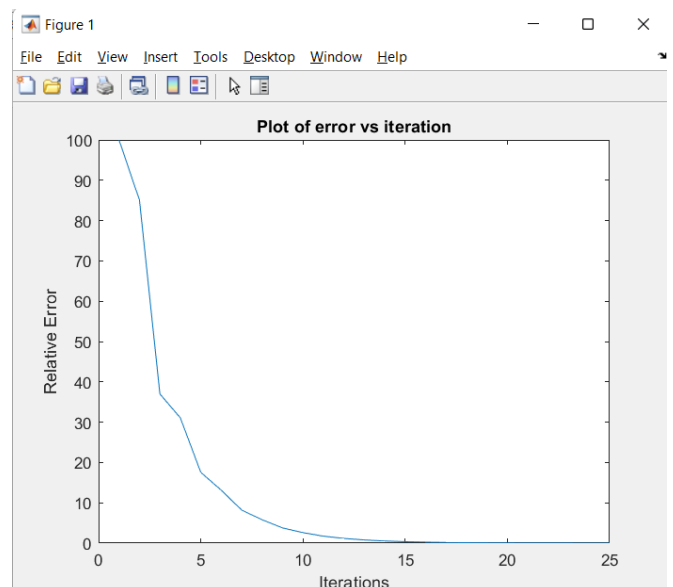 Figure 1
File Edit View Insert Tools Desktop Window Help
Plot of error vs iteration
100
90
80
70
60
50
40
30
20
10
0
Relative Error
0 5 10 15 20 25
Iterations